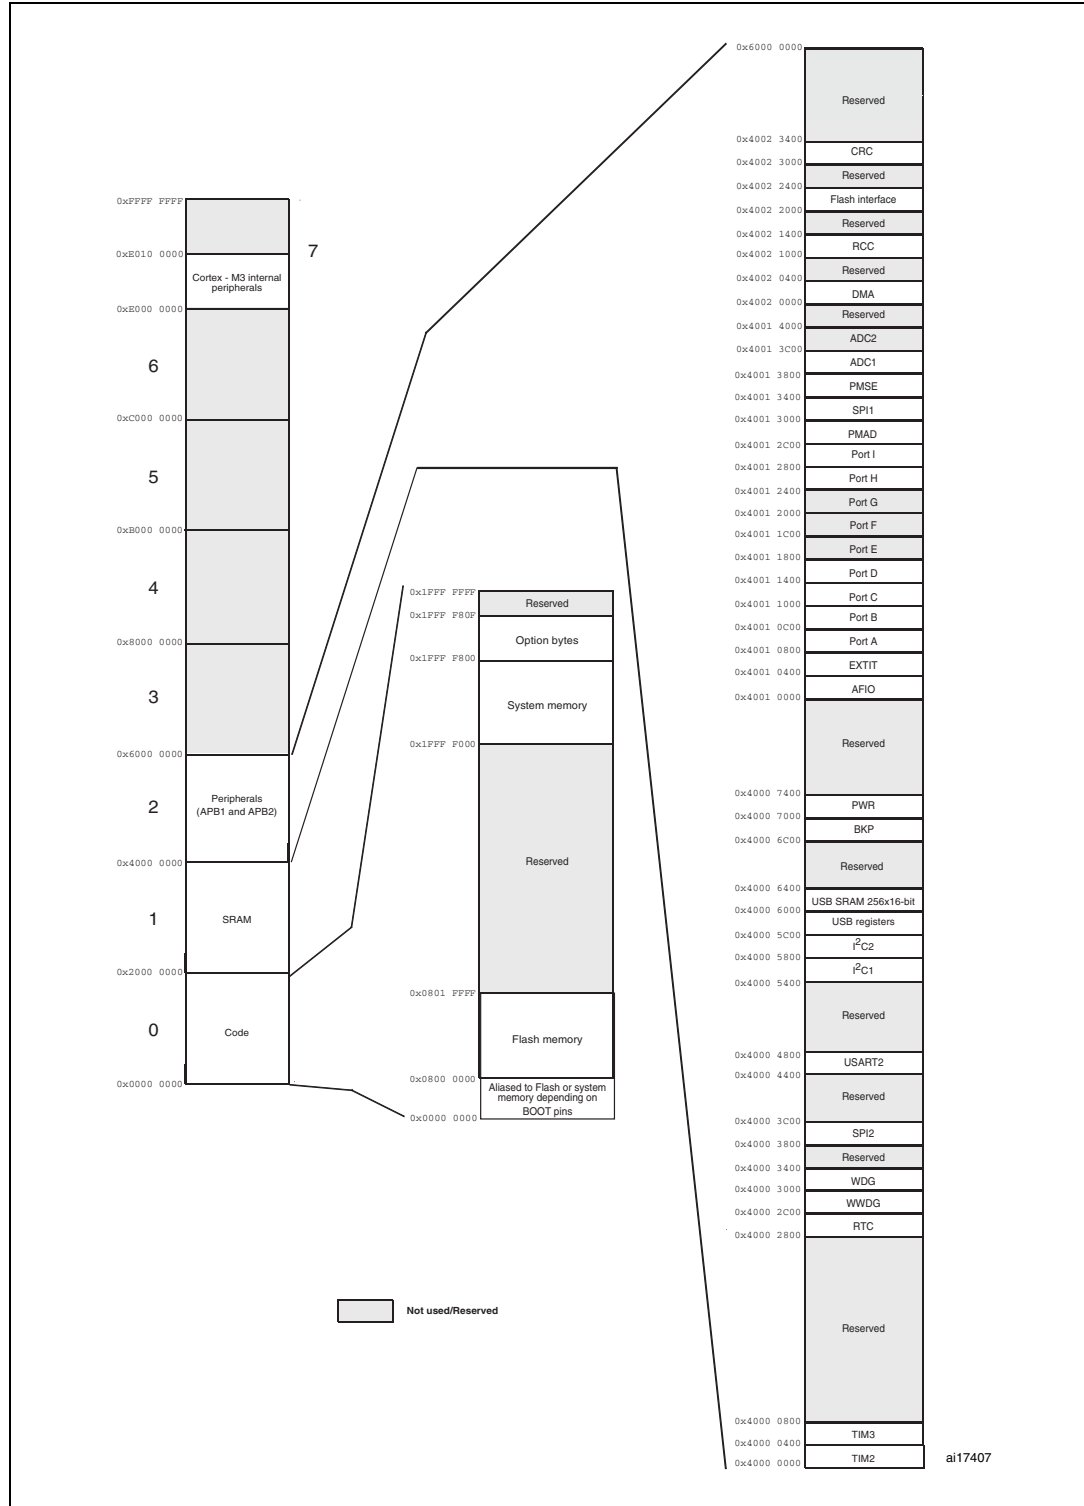 0xFFFF FFFF
7
0xE010 0000
Cortex - M3 internal
peripherals
0xE000 0000
6
0xC000 0000
5
0xB000 0000
4
0x8000 0000
3
0x6000 0000
2
Peripherals
(APB1 and APB2)
0x4000 0000
1
SRAM
0x2000 0000
0
Code
0x0000 0000
0x1FFF FFFF
Reserved
0x1FFF F80F
Option bytes
0x1FFF F800
System memory
0x1FFF F000
Reserved
0x0801 FFFF
Flash memory
0x0800 0000
Aliased to Flash or system
memory depending on
BOOT pins
0x0000 0000
Not used/Reserved
0x6000 0000
Reserved
0x4002 3400
CRC
0x4002 3000
Reserved
0x4002 2400
Flash interface
0x4002 2000
Reserved
0x4002 1400
RCC
0x4002 1000
Reserved
0x4002 0400
DMA
0x4002 0000
Reserved
0x4001 4000
ADC2
0x4001 3C00
ADC1
0x4001 3800
PMSE
0x4001 3400
SPI1
0x4001 3000
PMAD
0x4001 2C00
Port I
0x4001 2800
Port H
0x4001 2400
Port G
0x4001 2000
Port F
0x4001 1C00
Port E
0x4001 1800
Port D
0x4001 1400
Port C
0x4001 1000
Port B
0x4001 0C00
Port A
0x4001 0800
EXTIT
0x4001 0400
AFIO
0x4001 0000
Reserved
0x4000 7400
PWR
0x4000 7000
BKP
0x4000 6C00
Reserved
0x4000 6400
USB SRAM 256x16-bit
0x4000 6000
USB registers
0x4000 5C00
I²C2
0x4000 5800
I²C1
0x4000 5400
Reserved
0x4000 4800
USART2
0x4000 4400
Reserved
0x4000 3C00
SPI2
0x4000 3800
Reserved
0x4000 3400
WDG
0x4000 3000
WWDG
0x4000 2C00
RTC
0x4000 2800
Reserved
0x4000 0800
TIM3
0x4000 0400
TIM2
0x4000 0000
ai17407